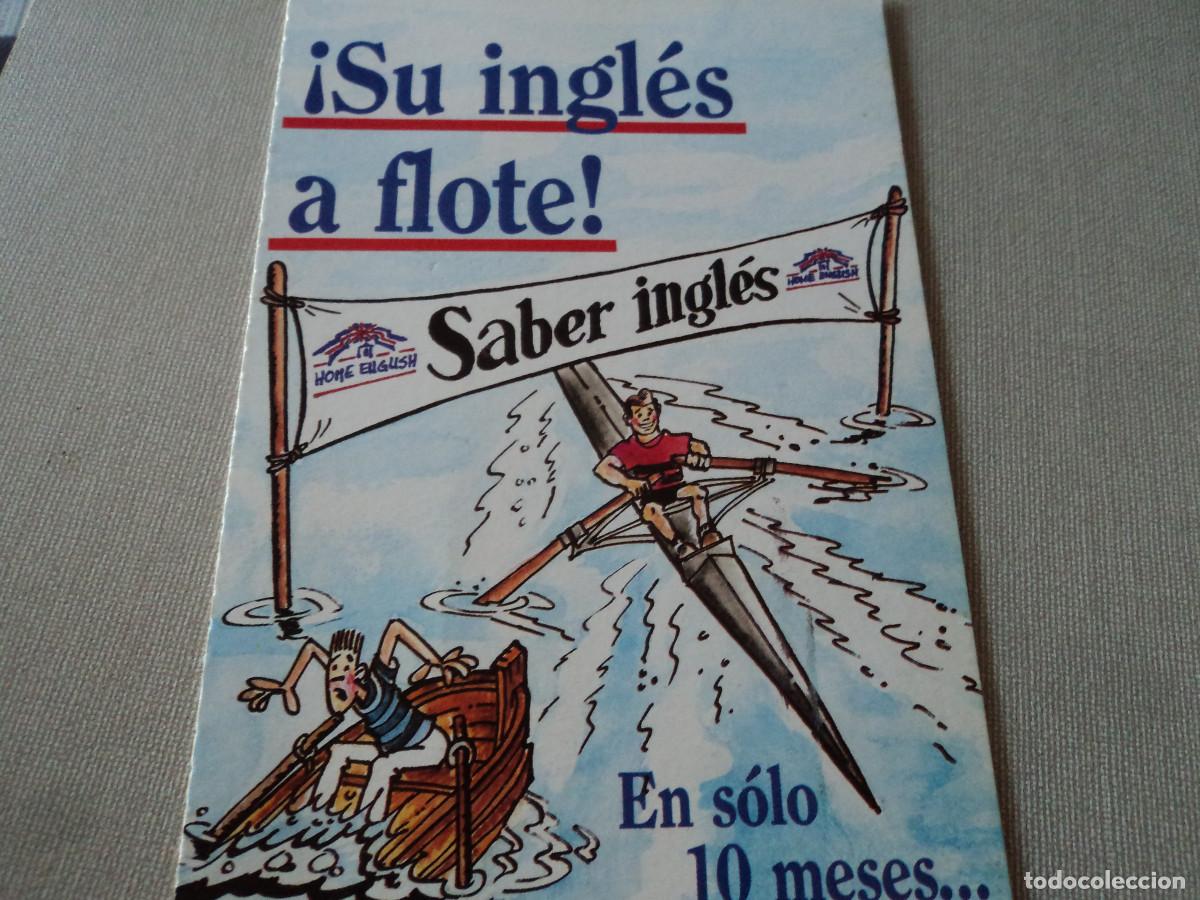 ¡Su inglés
a flote!
Saber inglés
HOME ENGLISH
HOME ENGLISH
En sólo
10 meses...
todocoleccion